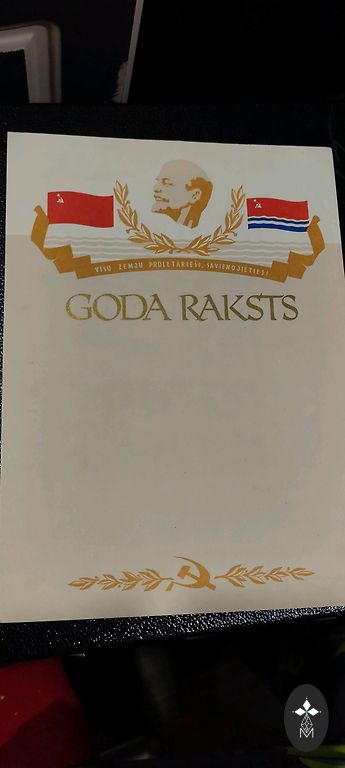 VISU ZEMJU PROLETĀRIEŠI, SAVIENOJIETIES!
GODA RAKSTS
M